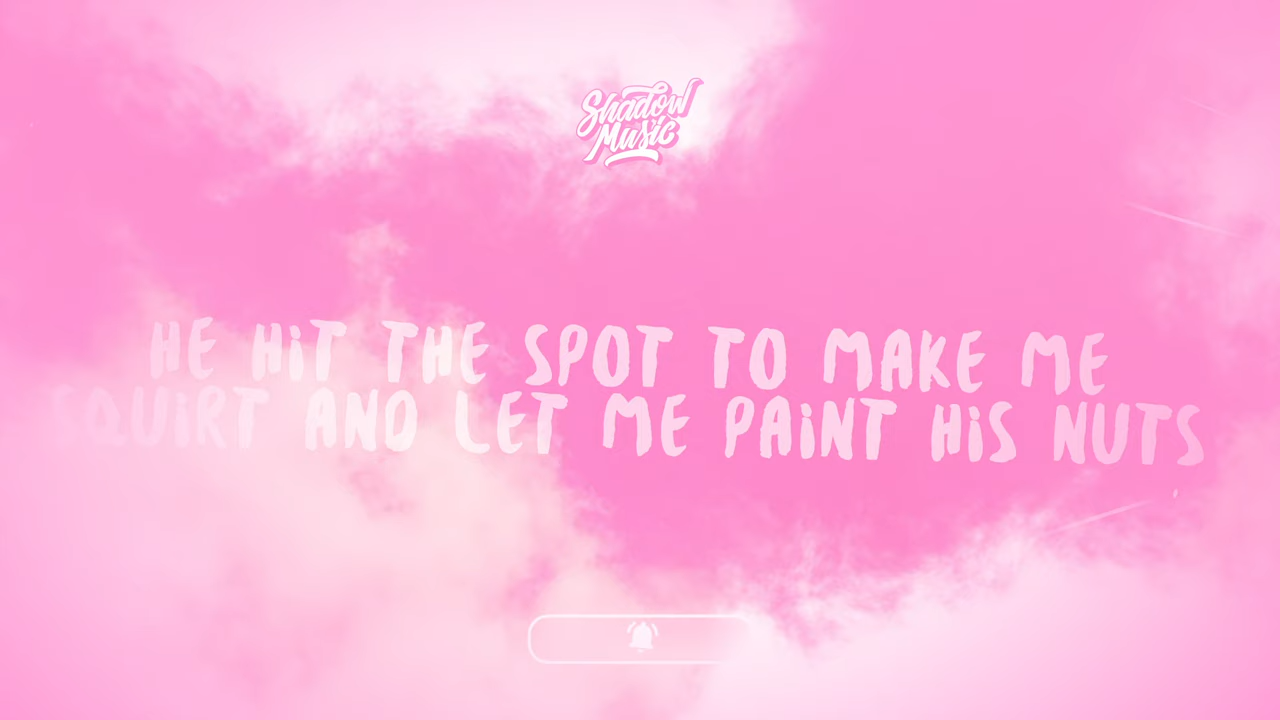 Shadow
Music
HE HiT THE SPOT TO MAKE ME
SQUiRT AND LET ME PAiNT HiS NUTS